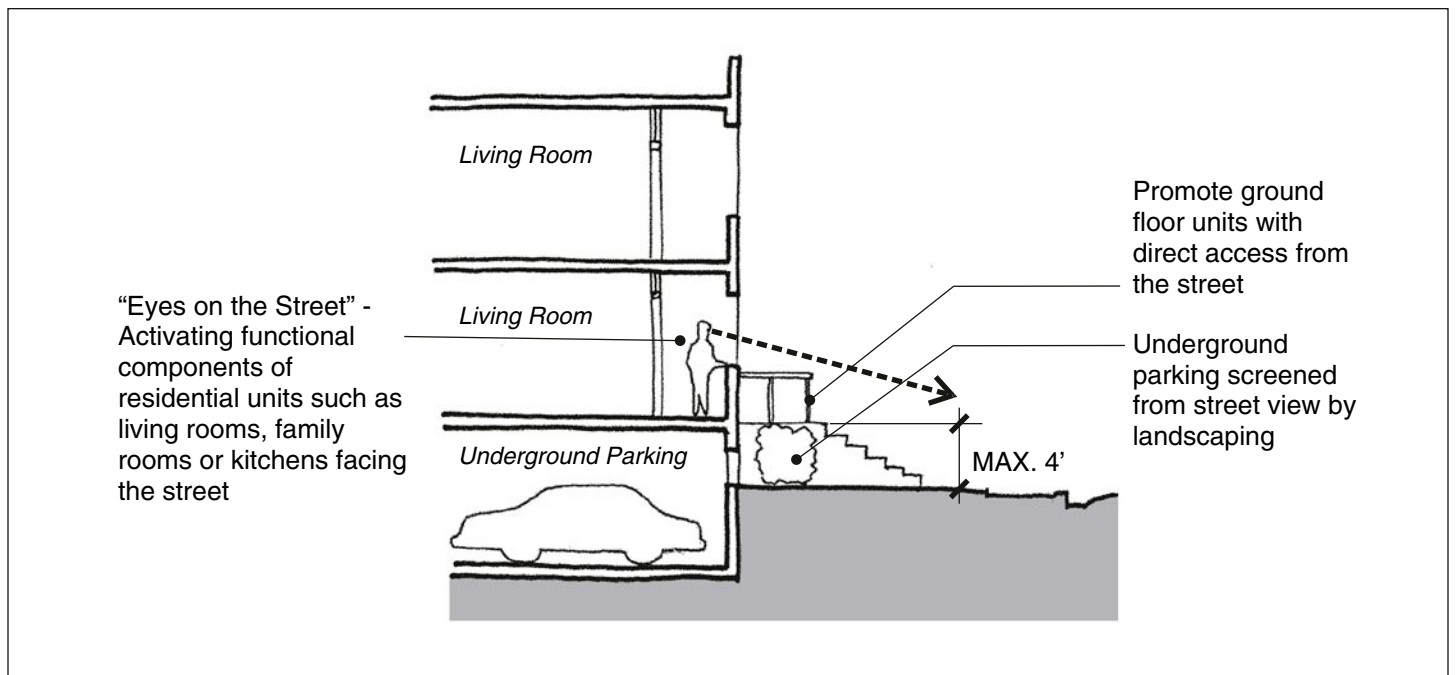 Living Room
Living Room
Underground Parking
“Eyes on the Street” -
Activating functional
components of
residential units such as
living rooms, family
rooms or kitchens facing
the street
Promote ground
floor units with
direct access from
the street
Underground
parking screened
from street view by
landscaping
MAX. 4’